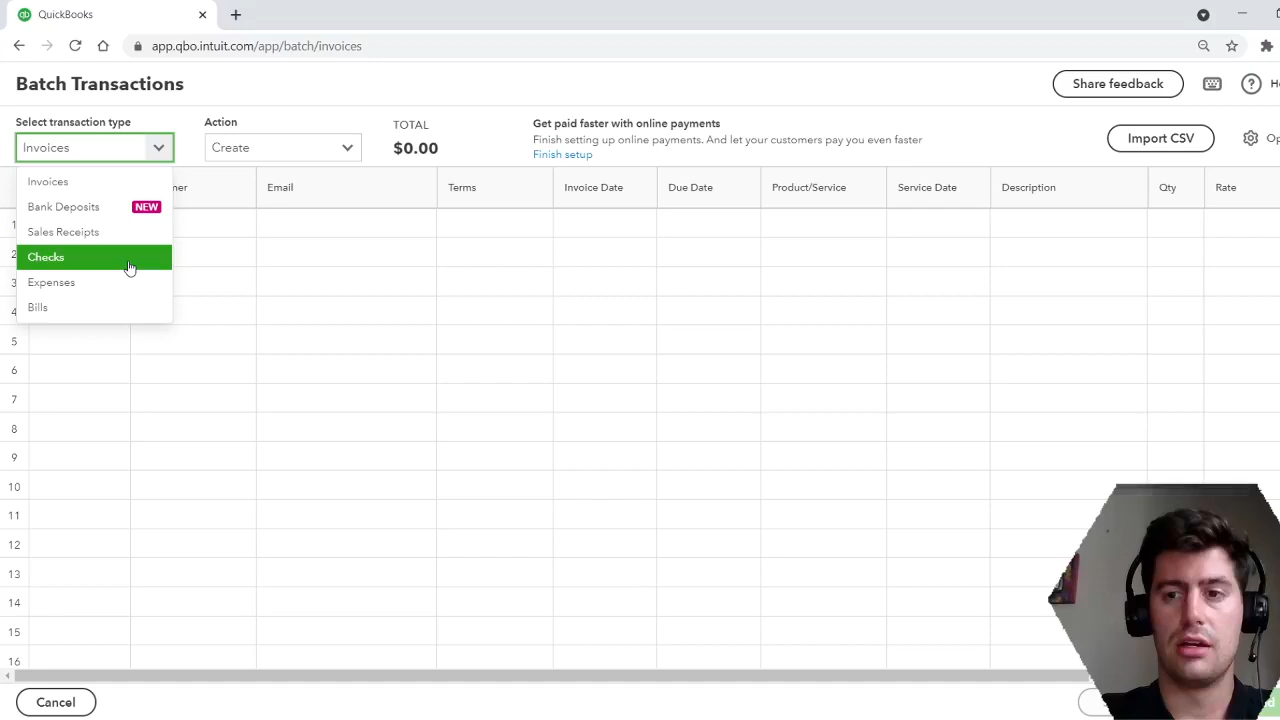 QuickBooks
app.qbo.intuit.com/app/batch/invoices
Batch Transactions
Share feedback
Select transaction type
Action
TOTAL
Get paid faster with online payments
Invoices
Create
$0.00
Finish setting up online payments. And let your customers pay you even faster
Finish setup
Import CSV
Email
Terms
Invoice Date
Due Date
Product/Service
Service Date
Description
Qty
Rate
Invoices
Bank Deposits NEW
Sales Receipts
Checks
Expenses
Bills
1
2
3
4
5
6
7
8
9
10
11
12
13
14
15
16
Cancel